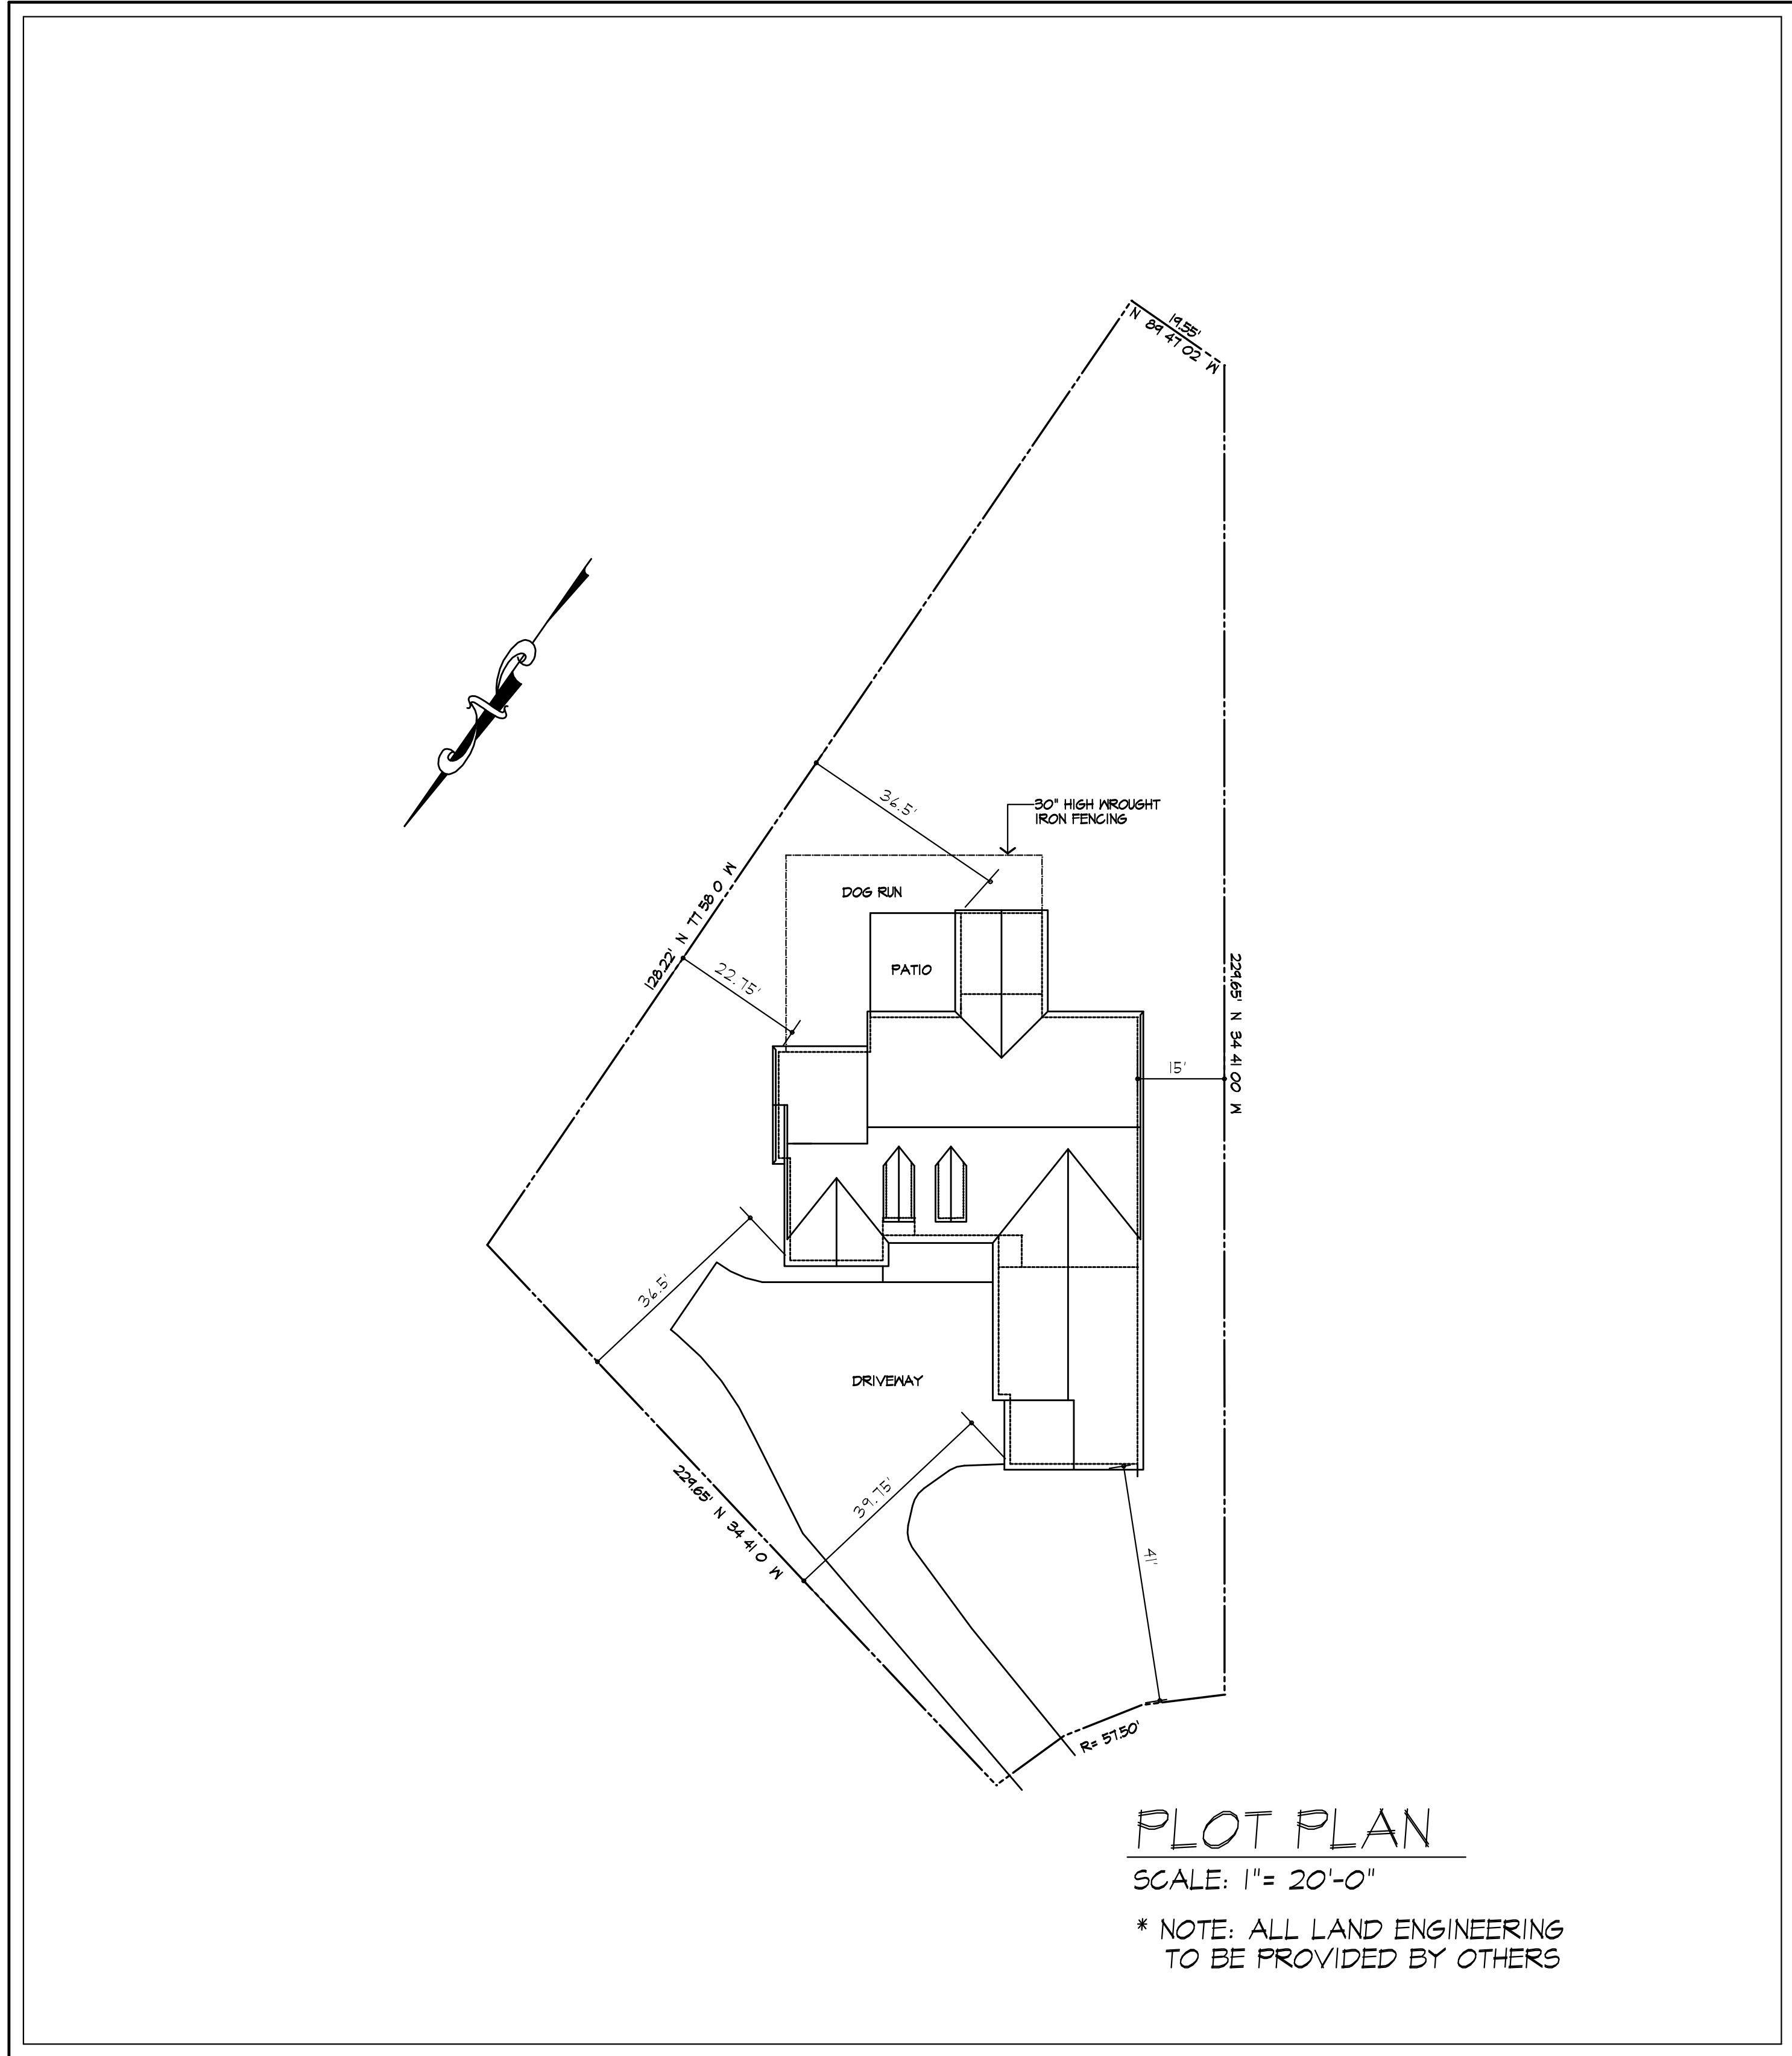 19.55'
N 89 47 02 W
36.5'
30" HIGH WROUGHT
IRON FENCING
DOG RUN
128.22' N 77 58 0 W
22.75'
PATIO
229.65' N 34 41 00 W
15'
36.5'
DRIVEWAY
229.65' N 34 41 0 W
39.75'
41'
R= 57.50'
PLOT PLAN
SCALE: 1"= 20'-0"
* NOTE: ALL LAND ENGINEERING
TO BE PROVIDED BY OTHERS